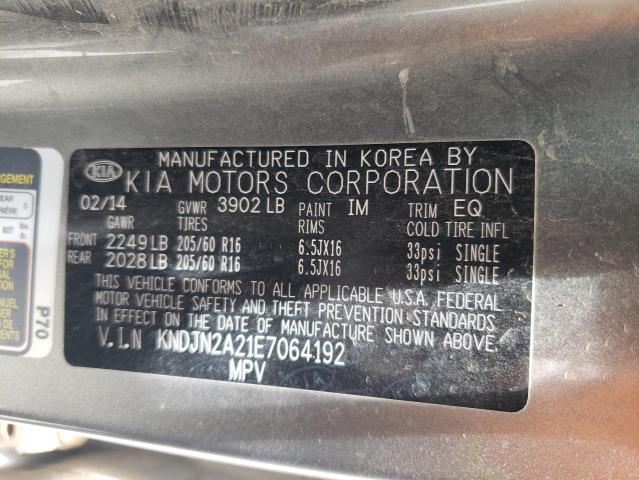 MANUFACTURED IN KOREA BY
KIA KIA MOTORS CORPORATION
02/14 GVWR 3902 LB PAINT IM TRIM EQ
GAWR TIRES RIMS COLD TIRE INFL
FRONT 2249 LB 205/60 R16 6.5JX16 33psi SINGLE
REAR 2028 LB 205/60 R16 6.5JX16 33psi SINGLE
THIS VEHICLE CONFORMS TO ALL APPLICABLE U.S.A. FEDERAL
MOTOR VEHICLE SAFETY AND THEFT PREVENTION STANDARDS
IN EFFECT ON THE DATE OF MANUFACTURE SHOWN ABOVE.
V.I.N KNDJN2A21E7064192
MPV
P70
827
lbs.